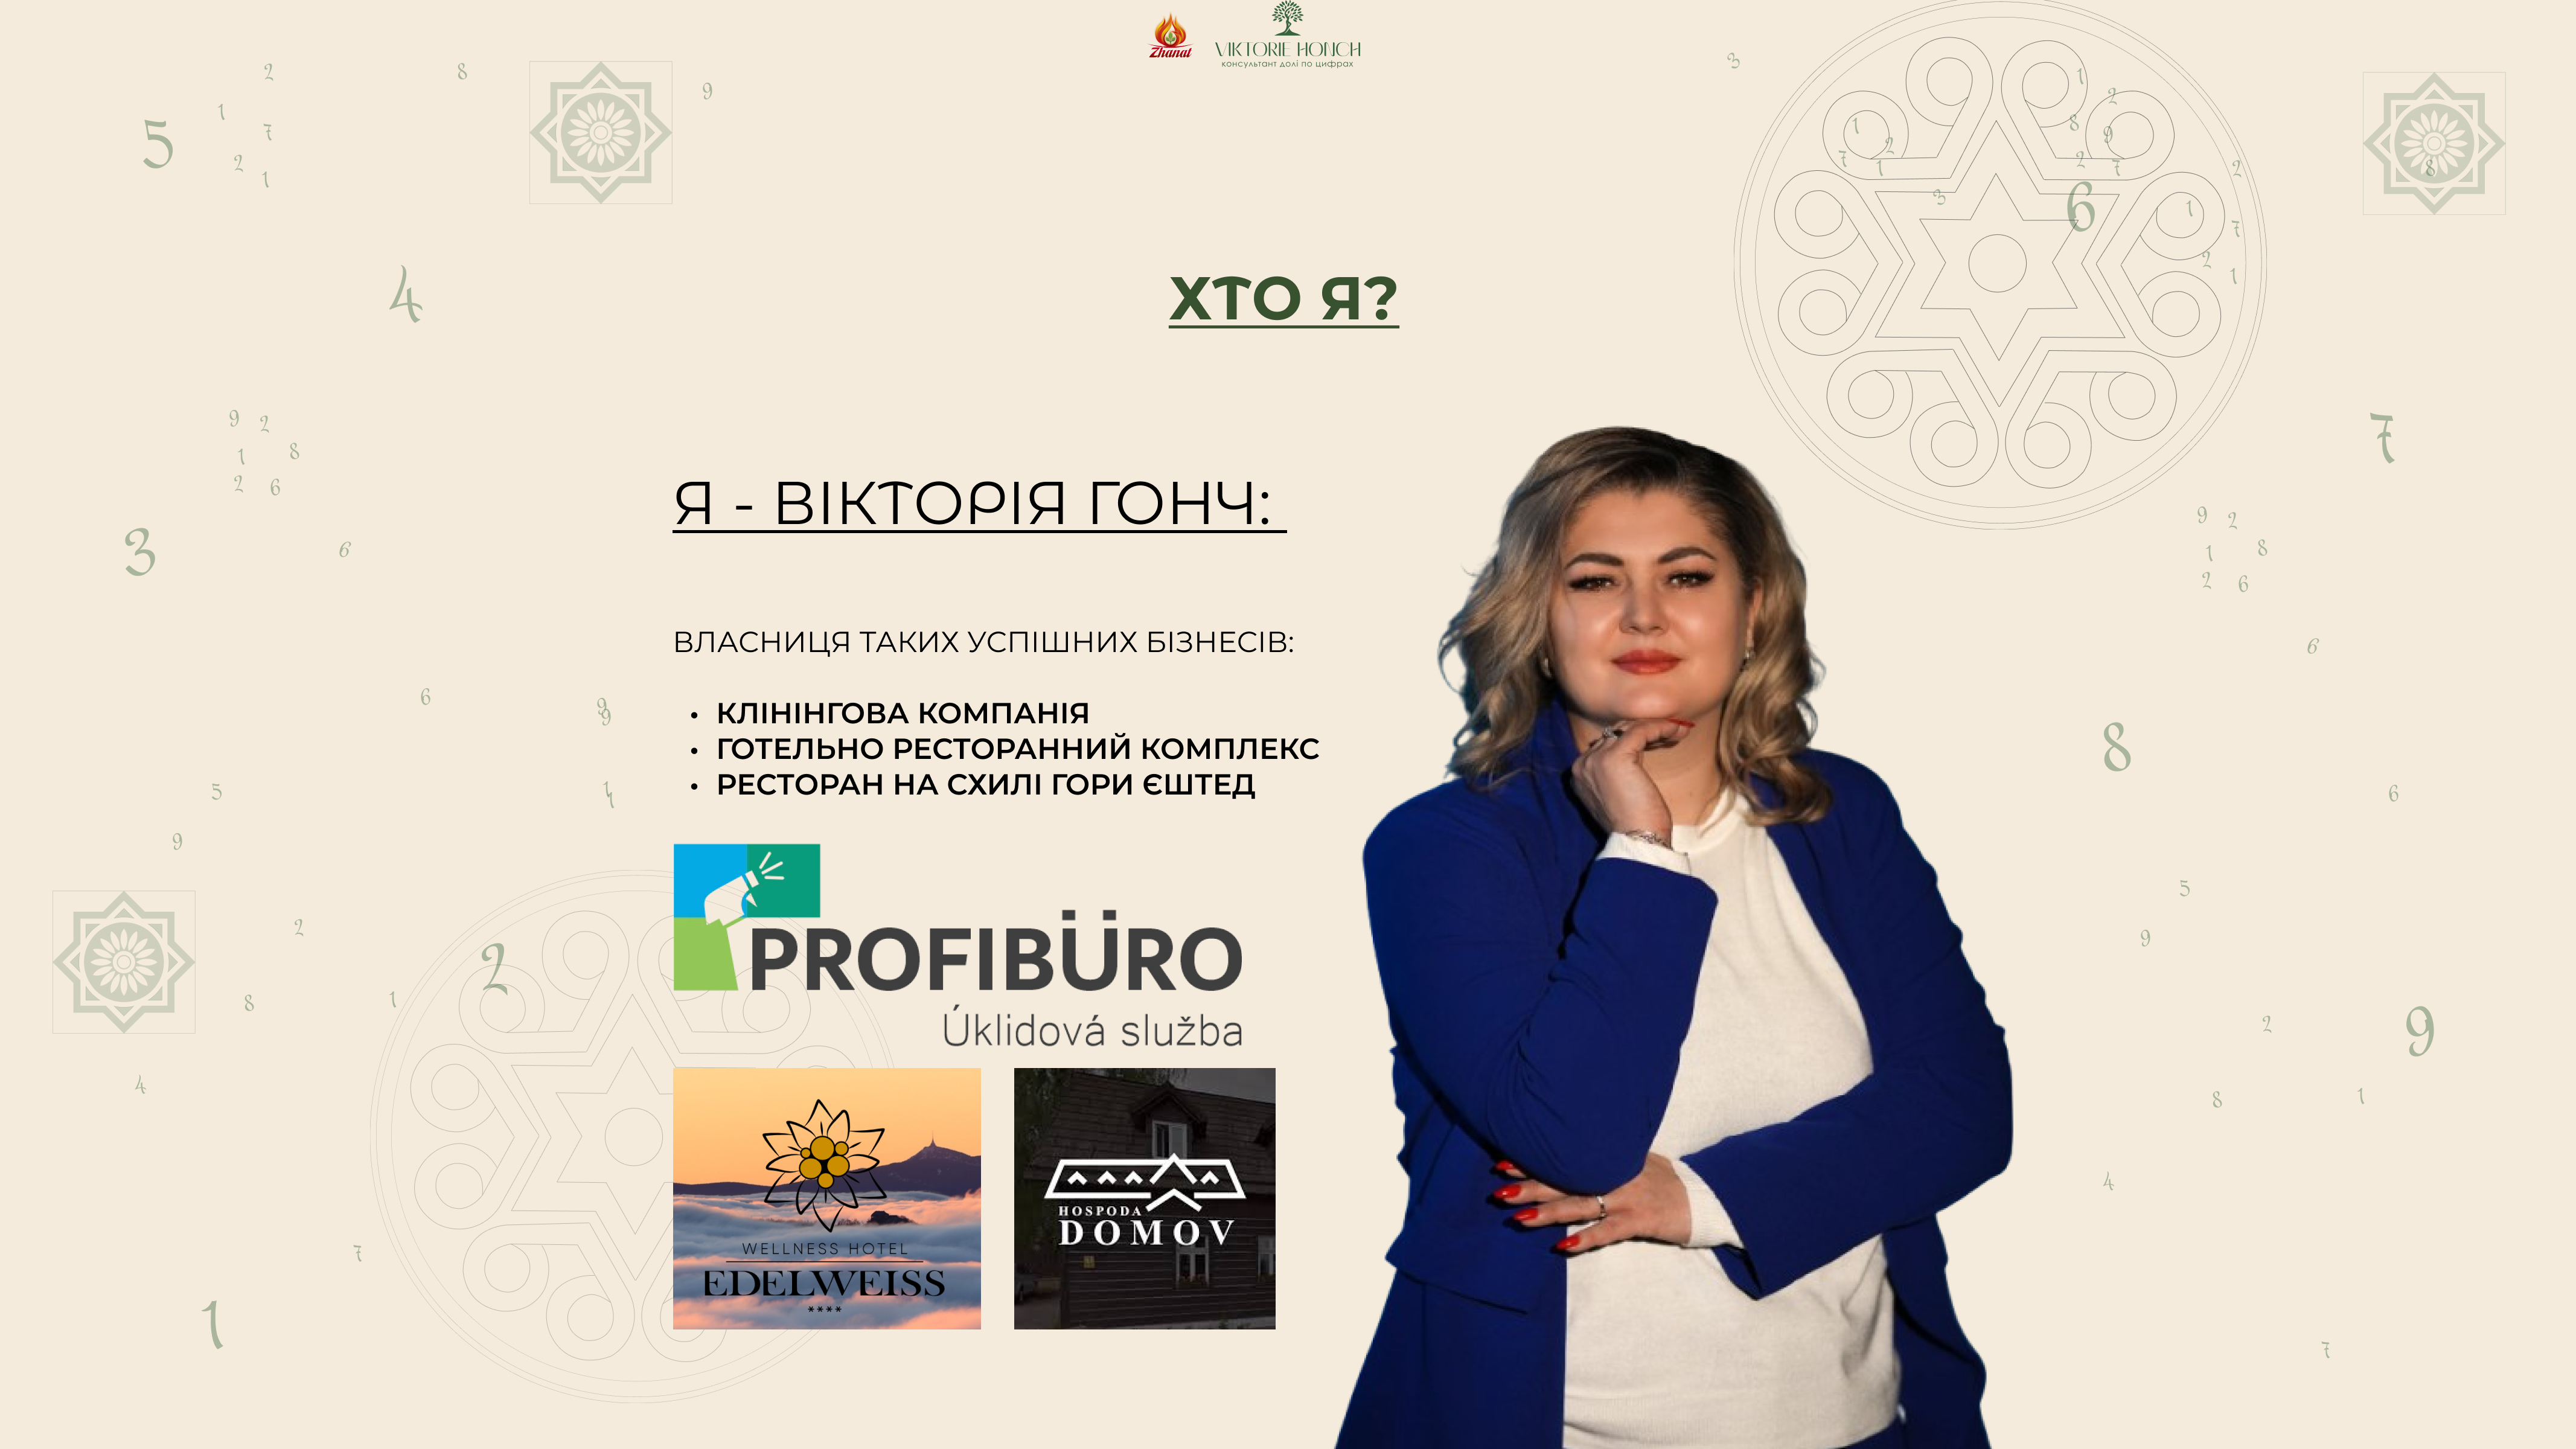 Zhanat
VIKTORIE HONCH
консультант долі по цифрах
ХТО Я?
Я - ВІКТОРІЯ ГОНЧ:
ВЛАСНИЦЯ ТАКИХ УСПІШНИХ БІЗНЕСІВ:
• КЛІНІНГОВА КОМПАНІЯ
• ГОТЕЛЬНО РЕСТОРАННИЙ КОМПЛЕКС
• РЕСТОРАН НА СХИЛІ ГОРИ ЄШТЕД
PROFIBÜRO
Úklidová služba
WELLNESS HOTEL
EDELWEISS
****
HOSPODA
DOMOV